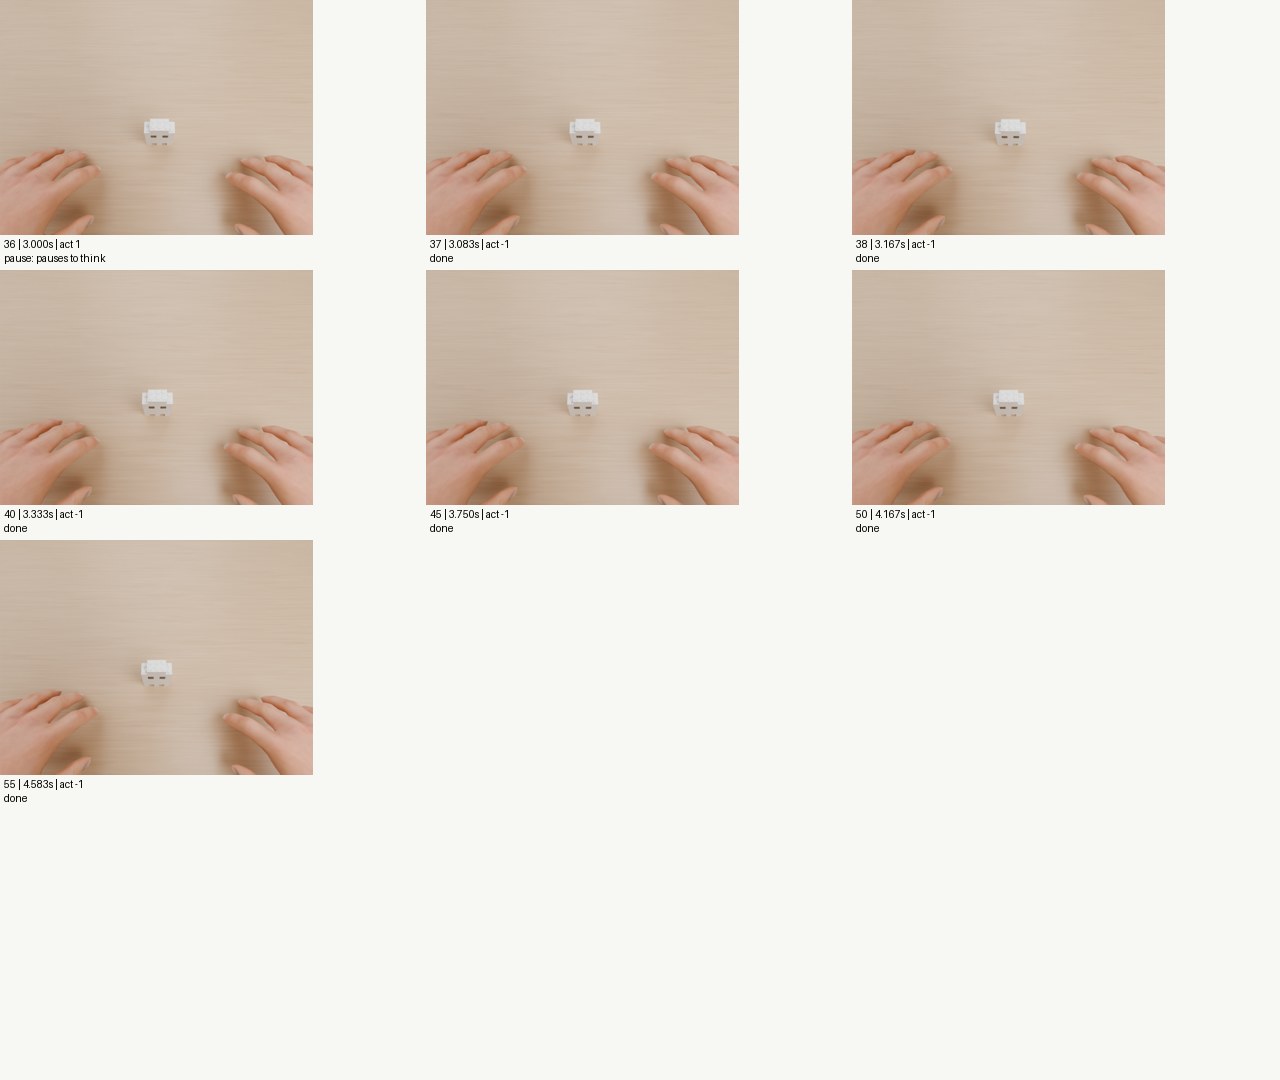 36 | 3.000s | act 1
pause: pauses to think
37 | 3.083s | act -1
done
38 | 3.167s | act -1
done
40 | 3.333s | act -1
done
45 | 3.750s | act -1
done
50 | 4.167s | act -1
done
55 | 4.583s | act -1
done